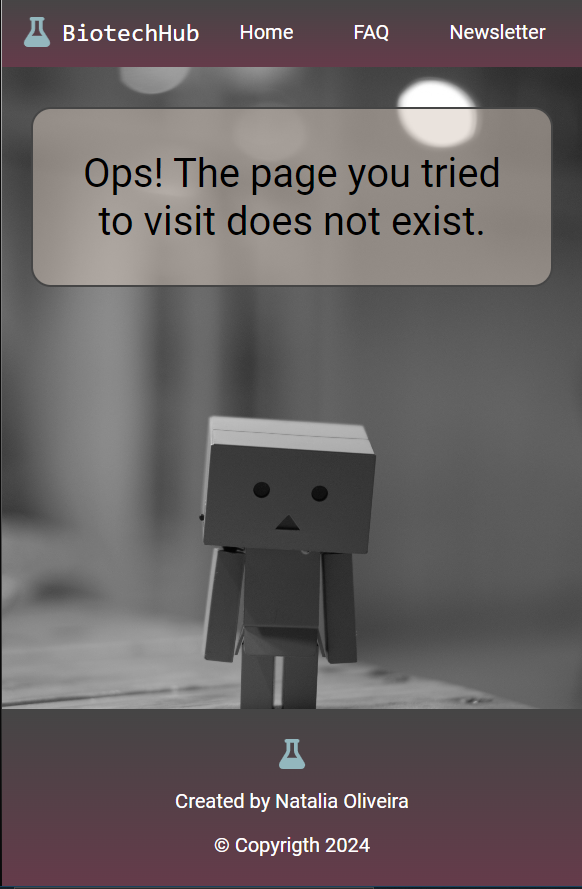 BiotechHub Home FAQ Newsletter
Ops! The page you tried
to visit does not exist.
Created by Natalia Oliveira
© Copyrigth 2024